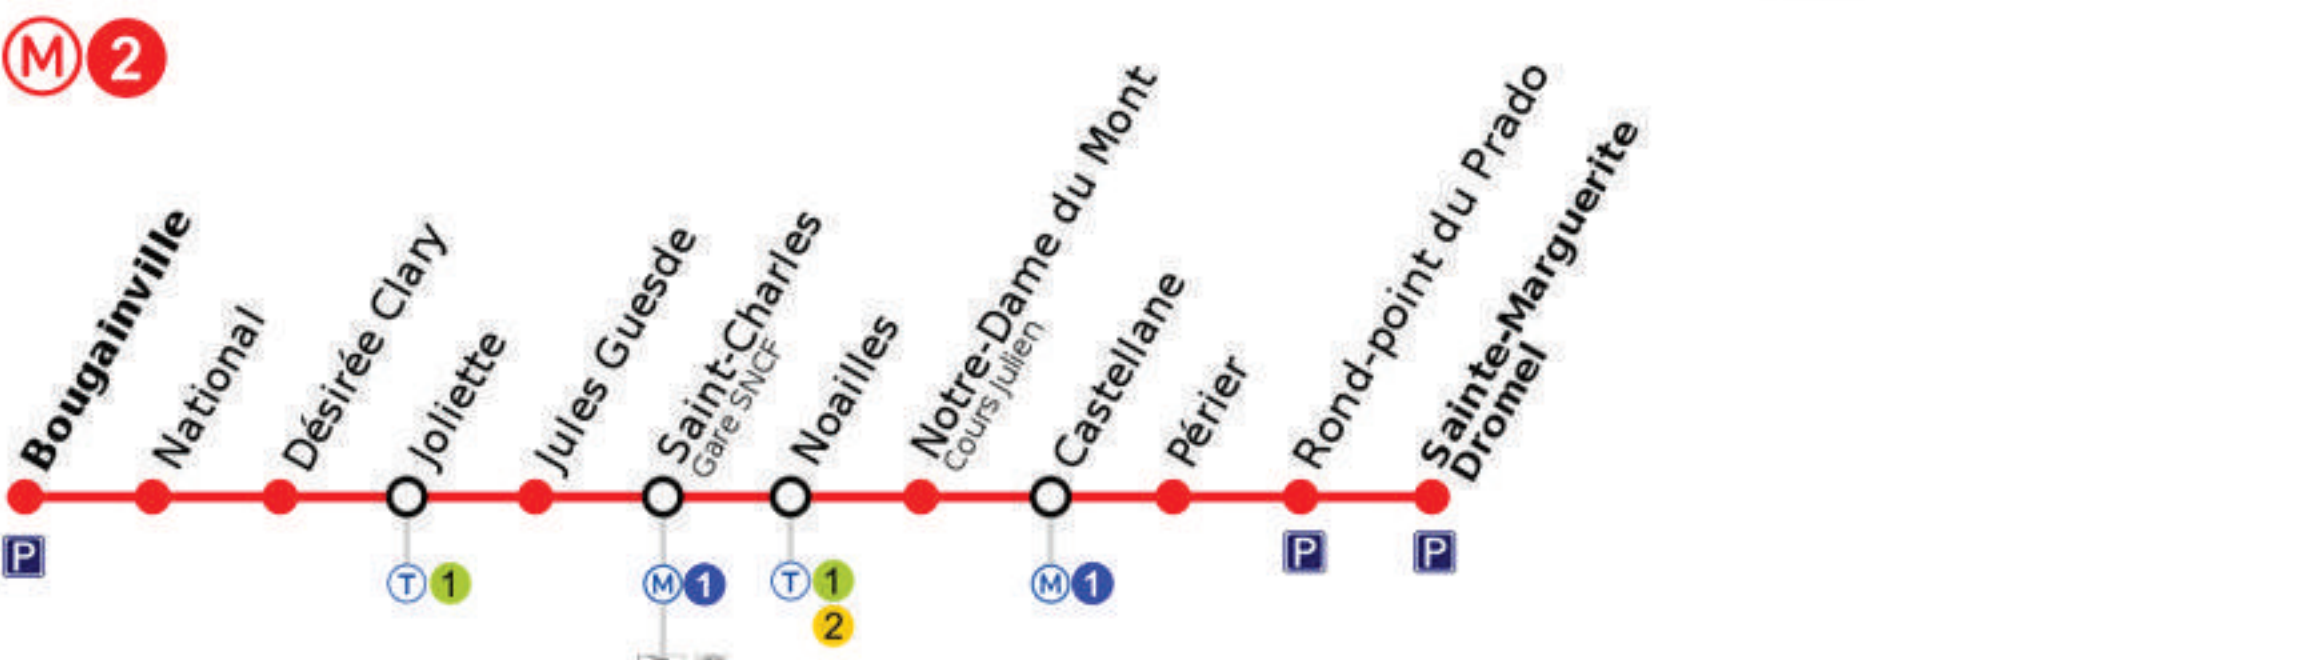 M 2
Bougainville
National
Désirée Clary
Joliette
Jules Guesde
Saint-Charles
Gare SNCF
Noailles
Notre-Dame du Mont
Cours Julien
Castellane
Périer
Rond-point du Prado
Sainte-Marguerite
Dromel
P
T 1
M 1
T 1
2
M 1
P
P